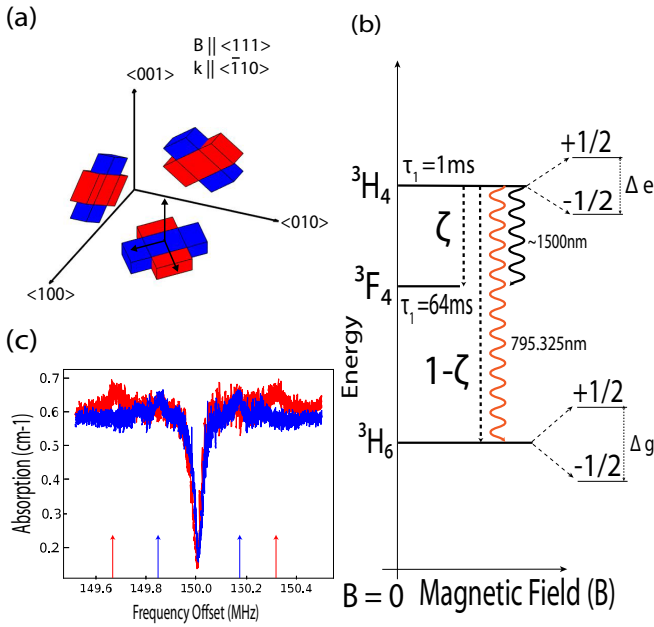 (a)
B || <111>
k || <1̅10>
<001>
<010>
<100>
(b)
³H₄
τ₁ =1ms
+1/2
-1/2
Δ e
ζ
~1500nm
³F₄
τ₁ =64ms
795.325nm
1-ζ
Energy
³H₆
+1/2
-1/2
Δ g
B = 0
Magnetic Field (B)
(c)
Absorption (cm-1)
0.7
0.6
0.5
0.4
0.3
0.2
149.6
149.8
150.0
150.2
150.4
Frequency Offset (MHz)